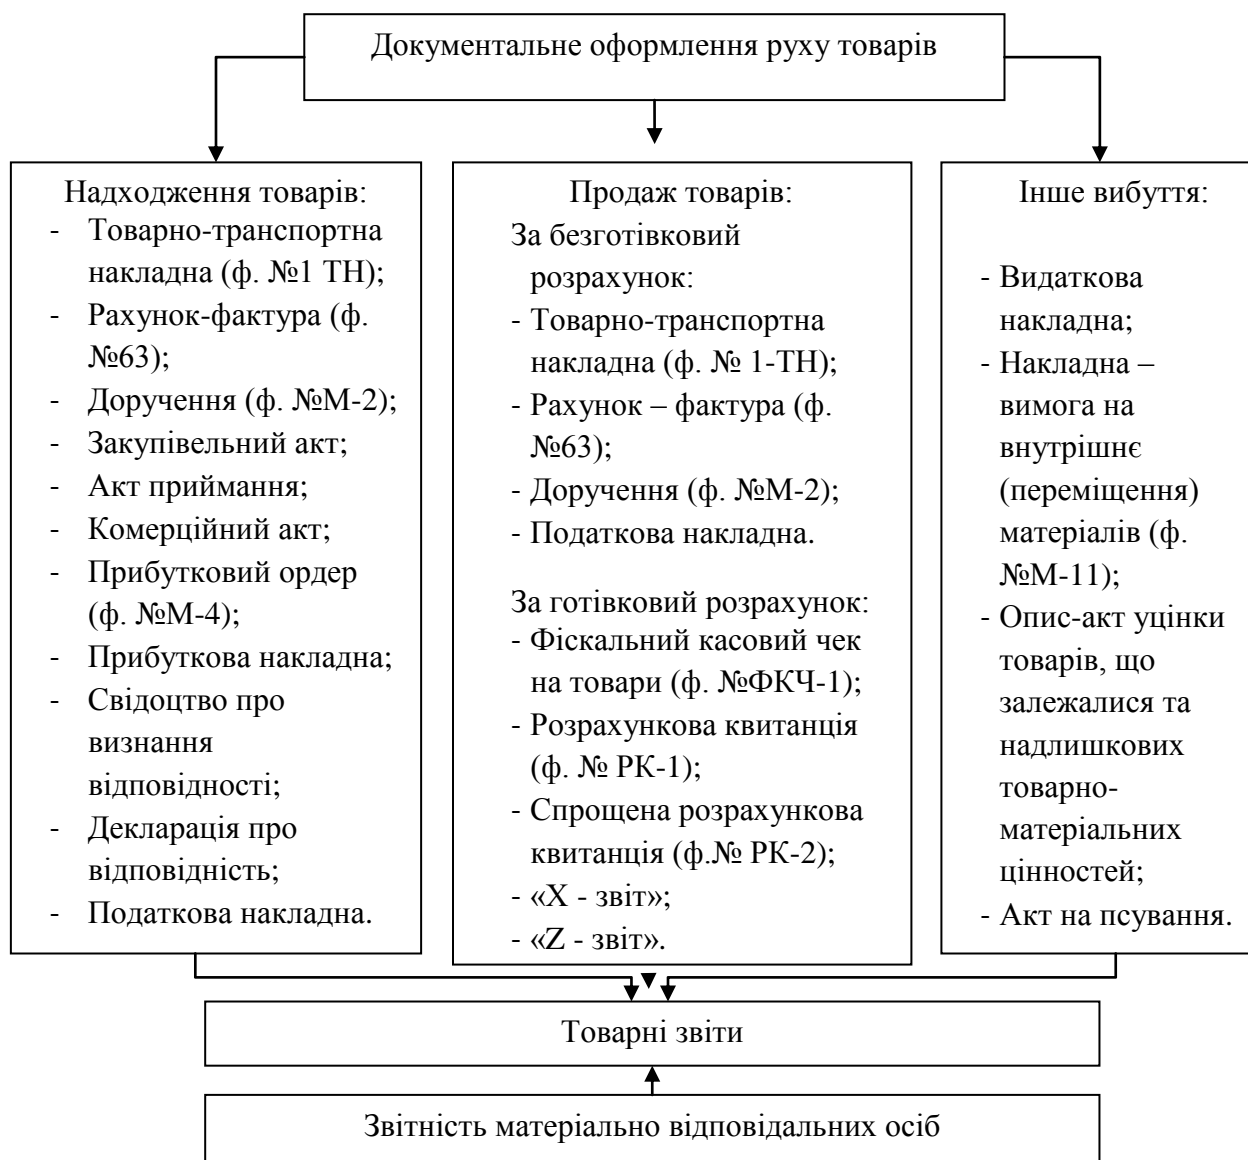 Документальне оформлення руху товарів
Надходження товарів:
- Товарно-транспортна
накладна (ф. №1 ТН);
- Рахунок-фактура (ф.
№63);
- Доручення (ф. №М-2);
- Закупівельний акт;
- Акт приймання;
- Комерційний акт;
- Прибутковий ордер
(ф. №М-4);
- Прибуткова накладна;
- Свідоцтво про
визнання
відповідності;
- Декларація про
відповідність;
- Податкова накладна.
Продаж товарів:
За безготівковий
розрахунок:
- Товарно-транспортна
накладна (ф. № 1-ТН);
- Рахунок – фактура (ф.
№63);
- Доручення (ф. №М-2);
- Податкова накладна.
За готівковий розрахунок:
- Фіскальний касовий чек
на товари (ф. №ФКЧ-1);
- Розрахункова квитанція
(ф. № РК-1);
- Спрощена розрахункова
квитанція (ф.№ РК-2);
- «Х - звіт»;
- «Z - звіт».
Інше вибуття:
- Видаткова
накладна;
- Накладна –
вимога на
внутрішнє
(переміщення)
матеріалів (ф.
№М-11);
- Опис-акт уцінки
товарів, що
залежалися та
надлишкових
товарно-
матеріальних
цінностей;
- Акт на псування.
Товарні звіти
Звітність матеріально відповідальних осіб